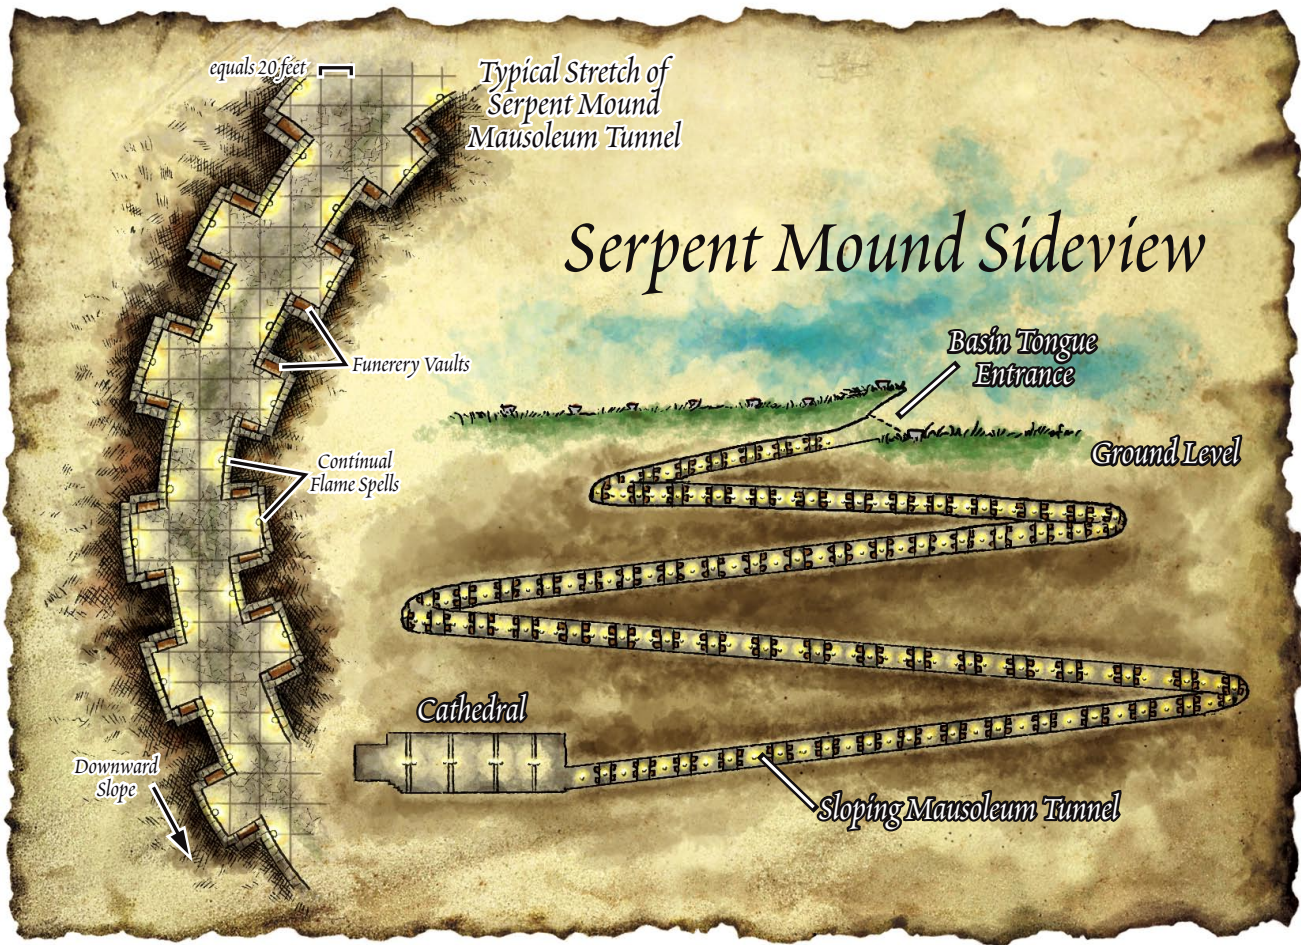 equals 20 feet
Typical Stretch of
Serpent Mound
Mausoleum Tunnel
Serpent Mound Sideview
Basin Tongue
Entrance
Funerery Vaults
Ground Level
Continual
Flame Spells
Cathedral
Downward
Slope
Sloping Mausoleum Tunnel